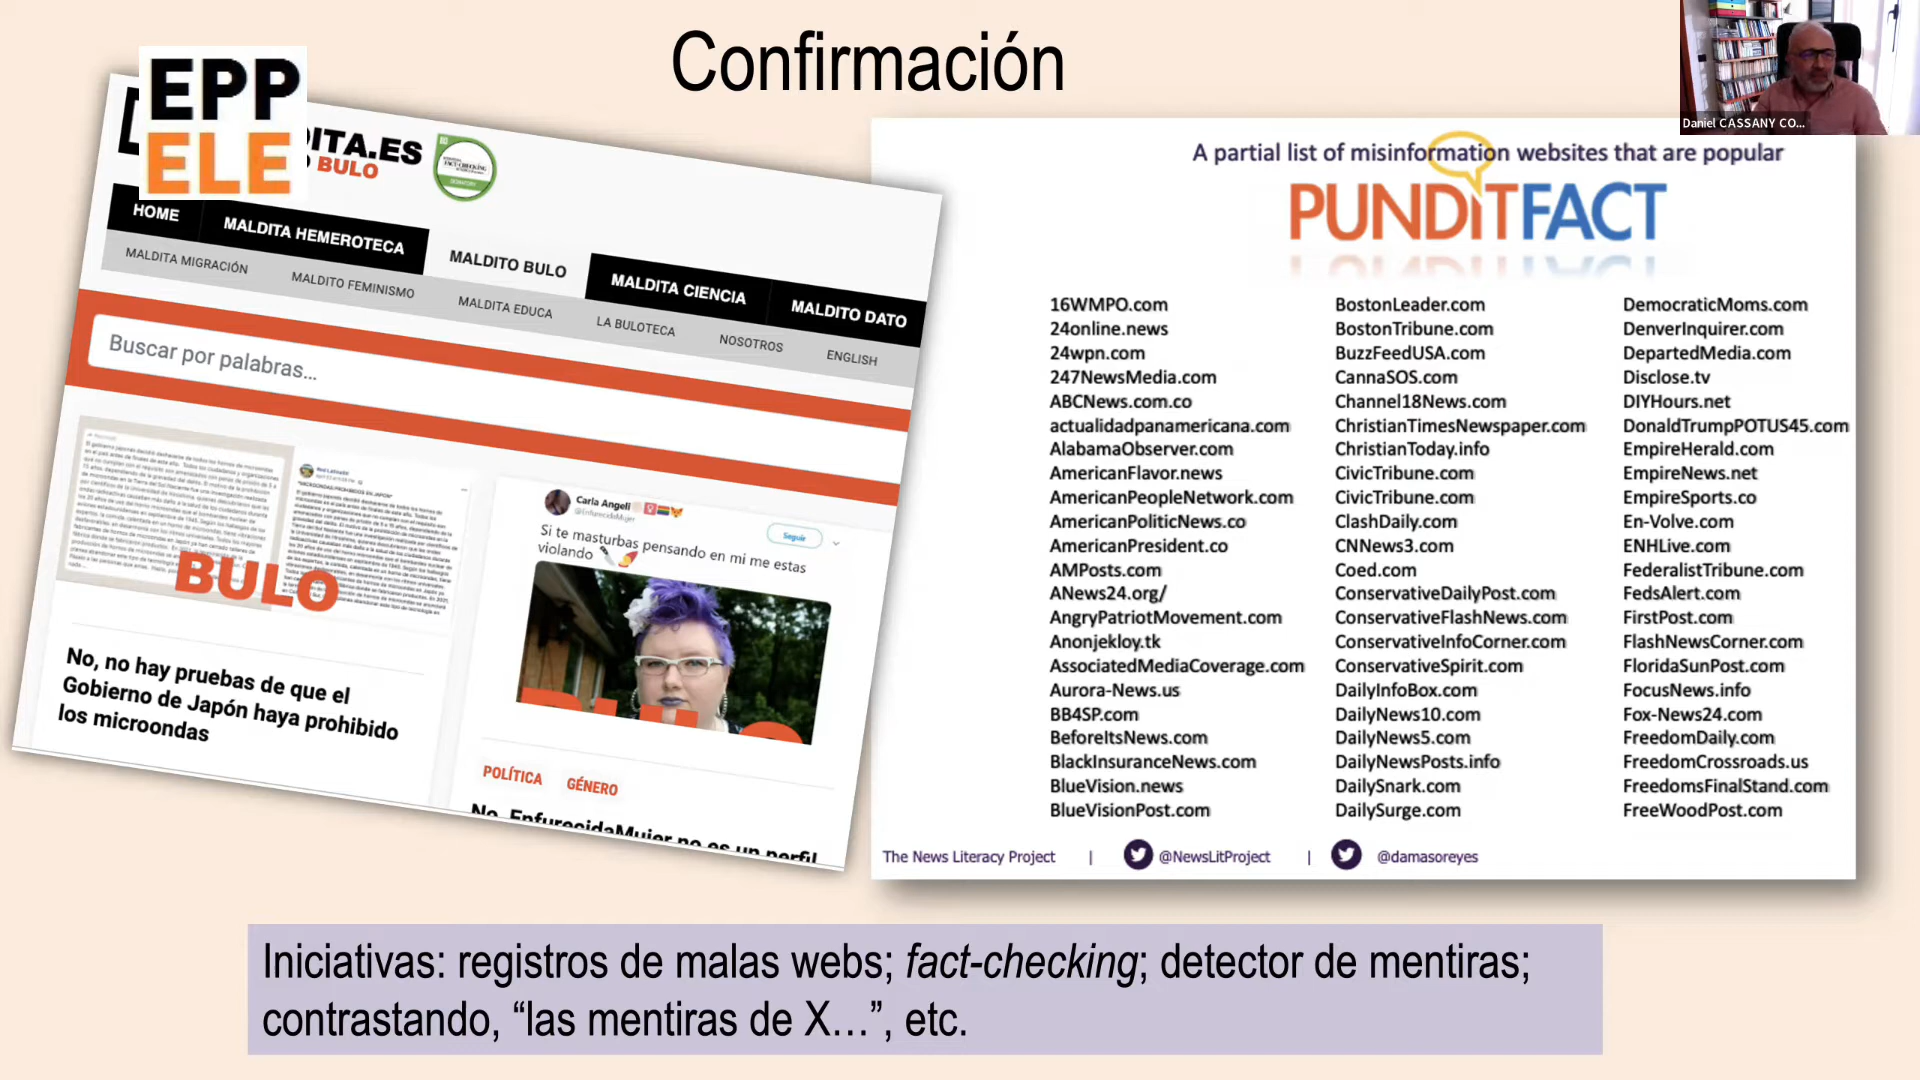 Confirmación
Daniel CASSANY CO...
EPP
ELE
DITA.ES
BULO
HOME
MALDITA HEMEROTECA
MALDITO BULO
MALDITA CIENCIA
MALDITO DATO
MALDITA MIGRACIÓN
MALDITO FEMINISMO
MALDITA EDUCA
LA BULOTECA
NOSOTROS
ENGLISH
Buscar por palabras...
BULO
No, no hay pruebas de que el
Gobierno de Japón haya prohibido
los microondas
Carla Angeli
@EnfurecidaMujer
Seguir
Si te masturbas pensando en mí me estas
violando
POLÍTICA GÉNERO
No, EnfurecidaMujer no es un perfil
A partial list of misinformation websites that are popular
PUNDITFACT
16WMPO.com
24online.news
24wpn.com
247NewsMedia.com
ABCNews.com.co
actualidadpanamericana.com
AlabamaObserver.com
AmericanFlavor.news
AmericanPeopleNetwork.com
AmericanPoliticNews.co
AmericanPresident.co
AMPosts.com
ANews24.org/
AngryPatriotMovement.com
Anonjekloy.tk
AssociatedMediaCoverage.com
Aurora-News.us
BB4SP.com
BeforeItsNews.com
BlackInsuranceNews.com
BlueVision.news
BlueVisionPost.com
BostonLeader.com
BostonTribune.com
BuzzFeedUSA.com
CannaSOS.com
Channel18News.com
ChristianTimesNewspaper.com
ChristianToday.info
CivicTribune.com
CivicTribune.com
ClashDaily.com
CNNews3.com
Coed.com
ConservativeDailyPost.com
ConservativeFlashNews.com
ConservativeInfoCorner.com
ConservativeSpirit.com
DailyInfoBox.com
DailyNews10.com
DailyNews5.com
DailyNewsPosts.info
DailySnark.com
DailySurge.com
DemocraticMoms.com
DenverInquirer.com
DepartedMedia.com
Disclose.tv
DIYHours.net
DonaldTrumpPOTUS45.com
EmpireHerald.com
EmpireNews.net
EmpireSports.co
En-Volve.com
ENHLive.com
FederalistTribune.com
FedsAlert.com
FirstPost.com
FlashNewsCorner.com
FloridaSunPost.com
FocusNews.info
Fox-News24.com
FreedomDaily.com
FreedomCrossroads.us
FreedomsFinalStand.com
FreeWoodPost.com
The News Literacy Project | @NewsLitProject | @damasoreyes
Iniciativas: registros de malas webs; fact-checking; detector de mentiras;
contrastando, “las mentiras de X…”, etc.